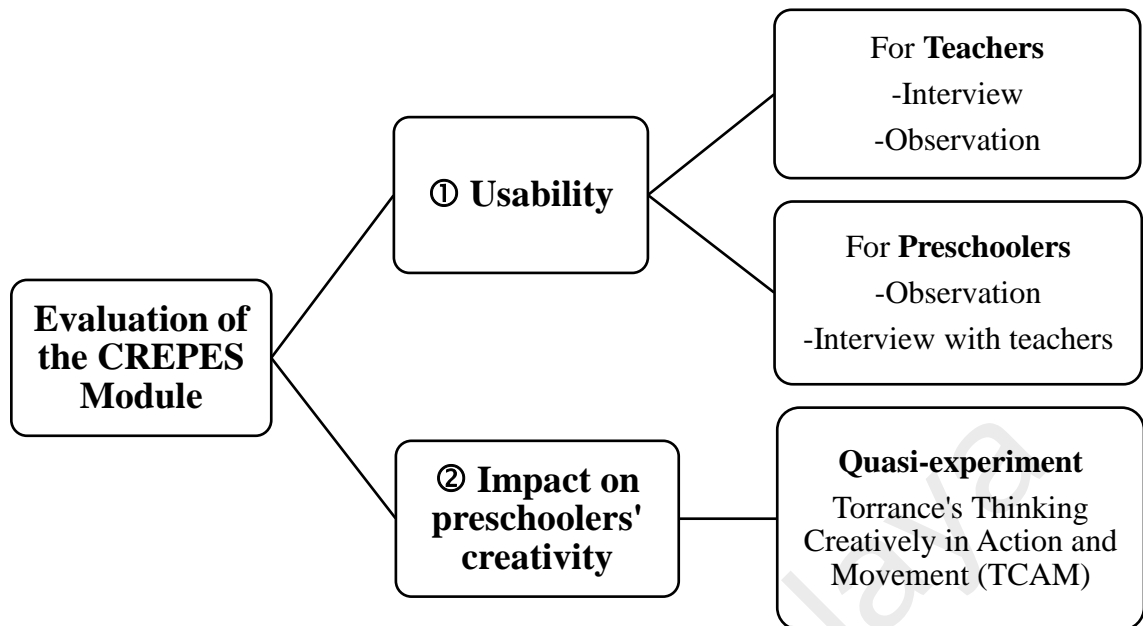 Evaluation of
the CREPES
Module
① Usability
For Teachers
-Interview
-Observation
For Preschoolers
-Observation
-Interview with teachers
② Impact on
preschoolers'
creativity
Quasi-experiment
Torrance's Thinking
Creatively in Action and
Movement (TCAM)
laya